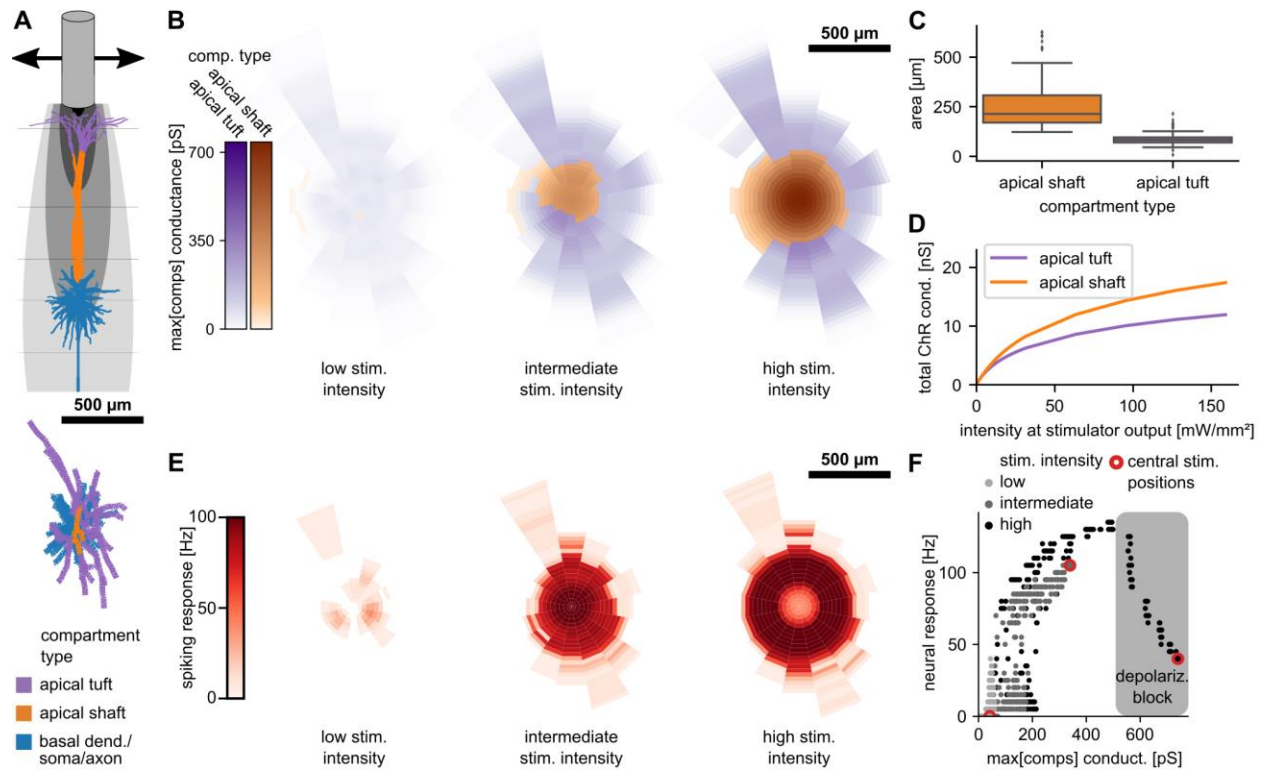 A
500 µm
compartment
type
apical tuft
apical shaft
basal dend./
soma/axon
B
500 µm
comp. type
apical shaft
apical tuft
max[comps] conductance [pS]
700
350
0
low stim.
intensity
intermediate
stim. intensity
high stim.
intensity
C
area [µm]
500
250
0
apical shaft
apical tuft
compartment type
D
total ChR cond. [nS]
20
10
0
apical tuft
apical shaft
0
50
100
150
intensity at stimulator output [mW/mm²]
E
500 µm
spiking response [Hz]
100
50
0
low stim.
intensity
intermediate
stim. intensity
high stim.
intensity
F
stim. intensity
low
intermediate
high
central stim.
positions
neural response [Hz]
100
50
0
depolariz.
block
0
200
400
600
max[comps] conduct. [pS]